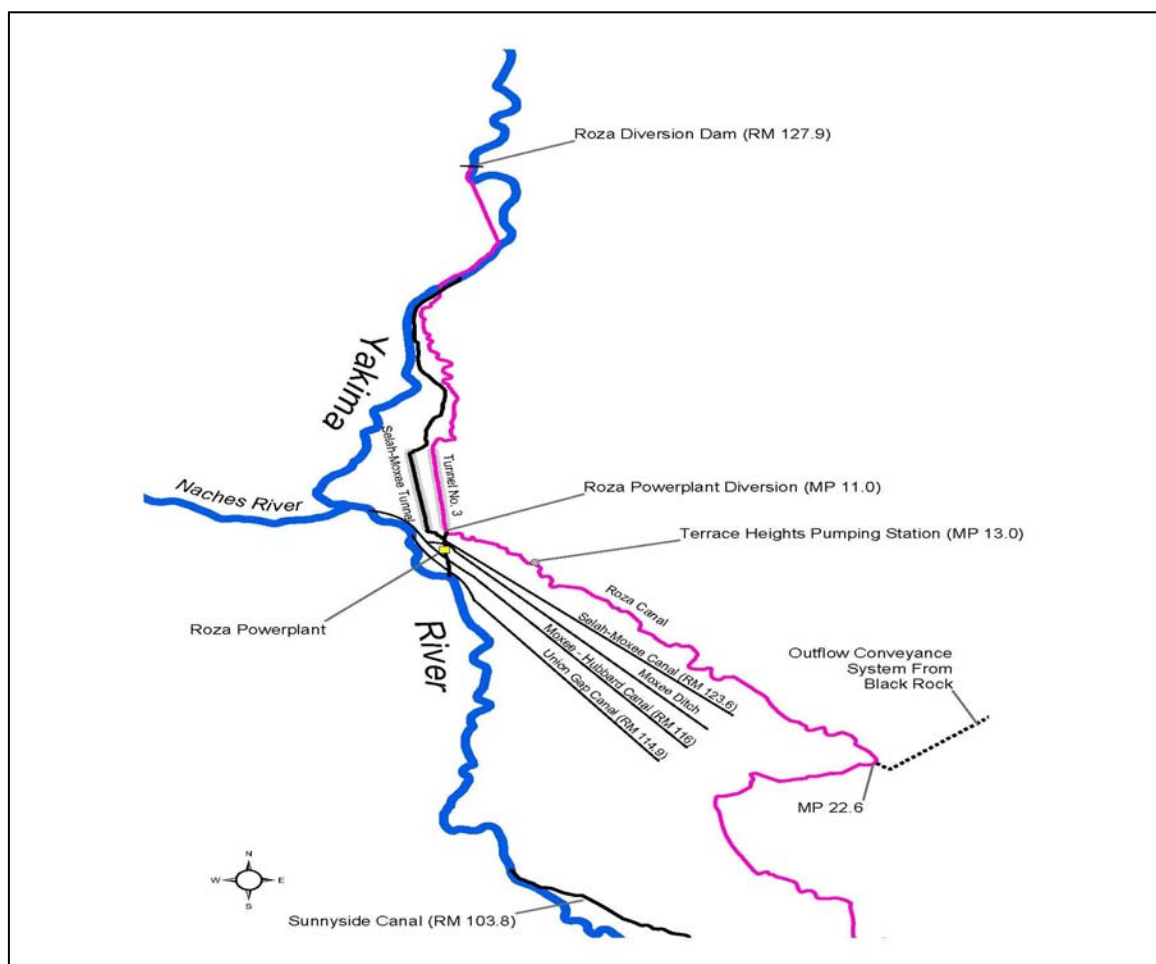 Roza Diversion Dam (RM 127.9)
Yakima
Selah-Moxee Tunnel
Tunnel No. 3
Naches River
Roza Powerplant Diversion (MP 11.0)
Terrace Heights Pumping Station (MP 13.0)
Roza Canal
Roza Powerplant
River
Selah-Moxee Canal (RM 123.6)
Moxee Ditch
Moxee - Hubbard Canal (RM 116)
Union Gap Canal (RM 114.9)
Outflow Conveyance
System From
Black Rock
MP 22.6
N
W
E
S
Sunnyside Canal (RM 103.8)